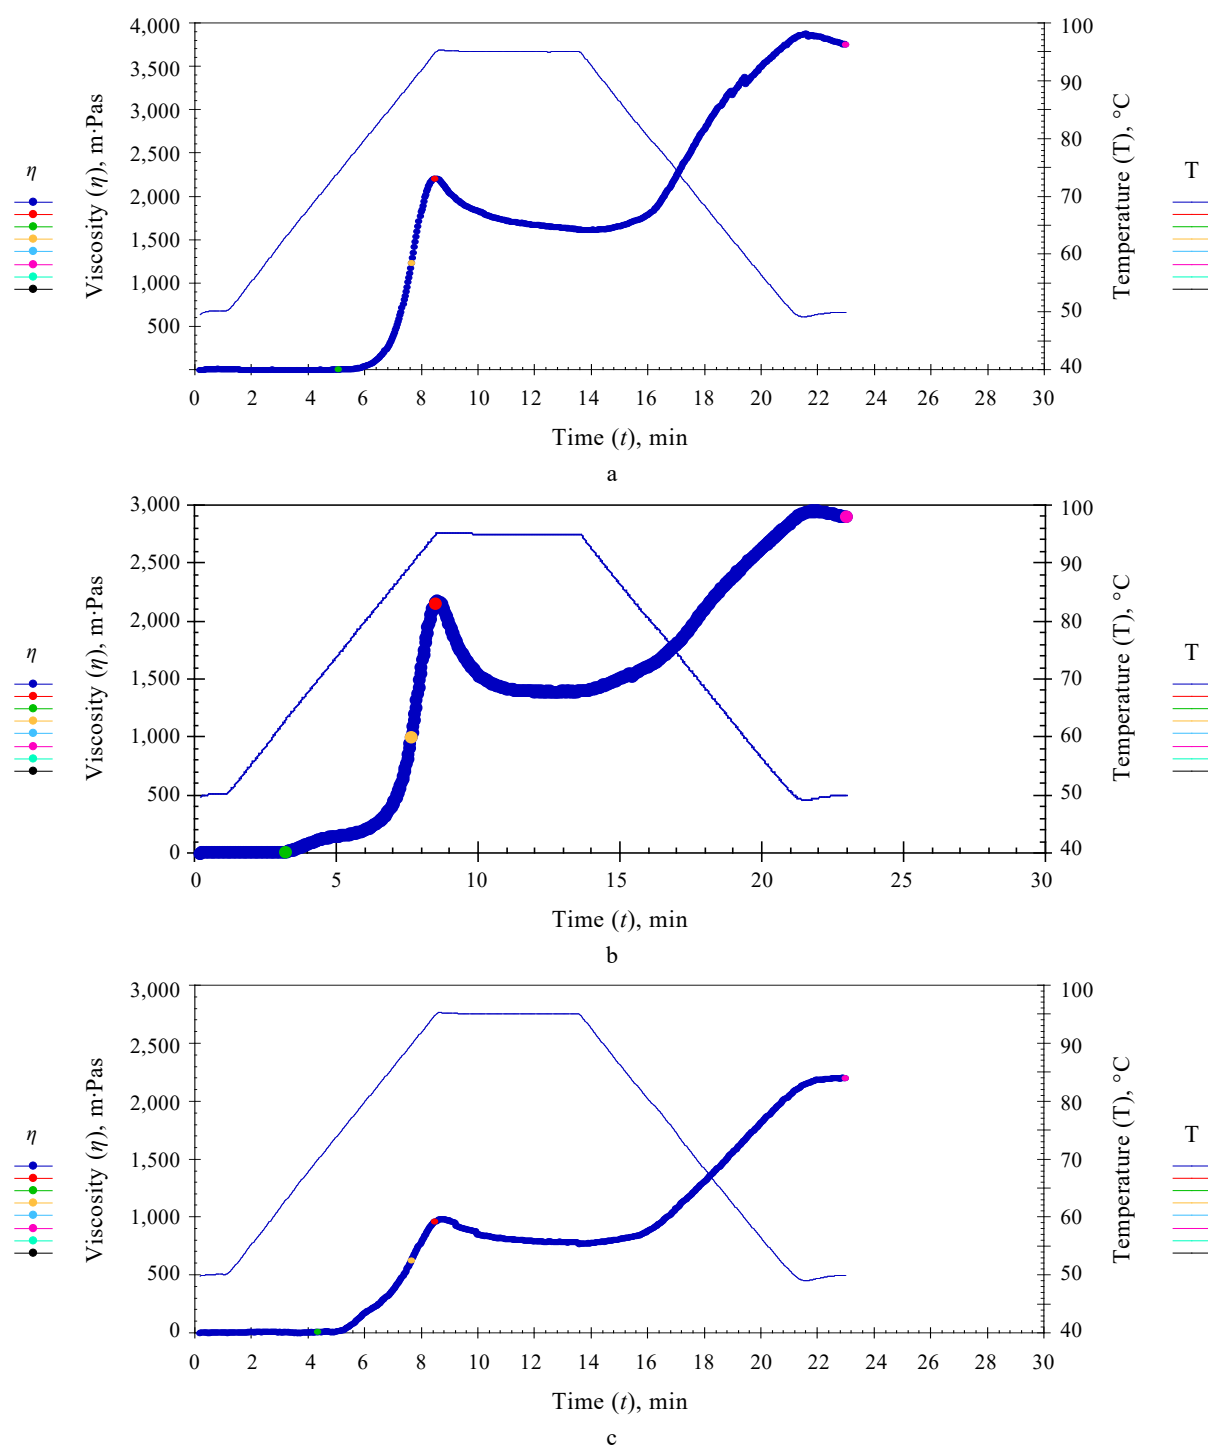 4,000
3,500
3,000
2,500
2,000
1,500
1,000
500
Viscosity (η), m·Pas
η
100
90
80
70
60
50
40
Temperature (T), °C
T
0 2 4 6 8 10 12 14 16 18 20 22 24 26 28 30
Time (t), min
a
3,000
2,500
2,000
1,500
1,000
500
0
Viscosity (η), m·Pas
η
100
90
80
70
60
50
40
Temperature (T), °C
T
0 5 10 15 20 25 30
Time (t), min
b
3,000
2,500
2,000
1,500
1,000
500
0
Viscosity (η), m·Pas
η
100
90
80
70
60
50
40
Temperature (T), °C
T
0 2 4 6 8 10 12 14 16 18 20 22 24 26 28 30
Time (t), min
c